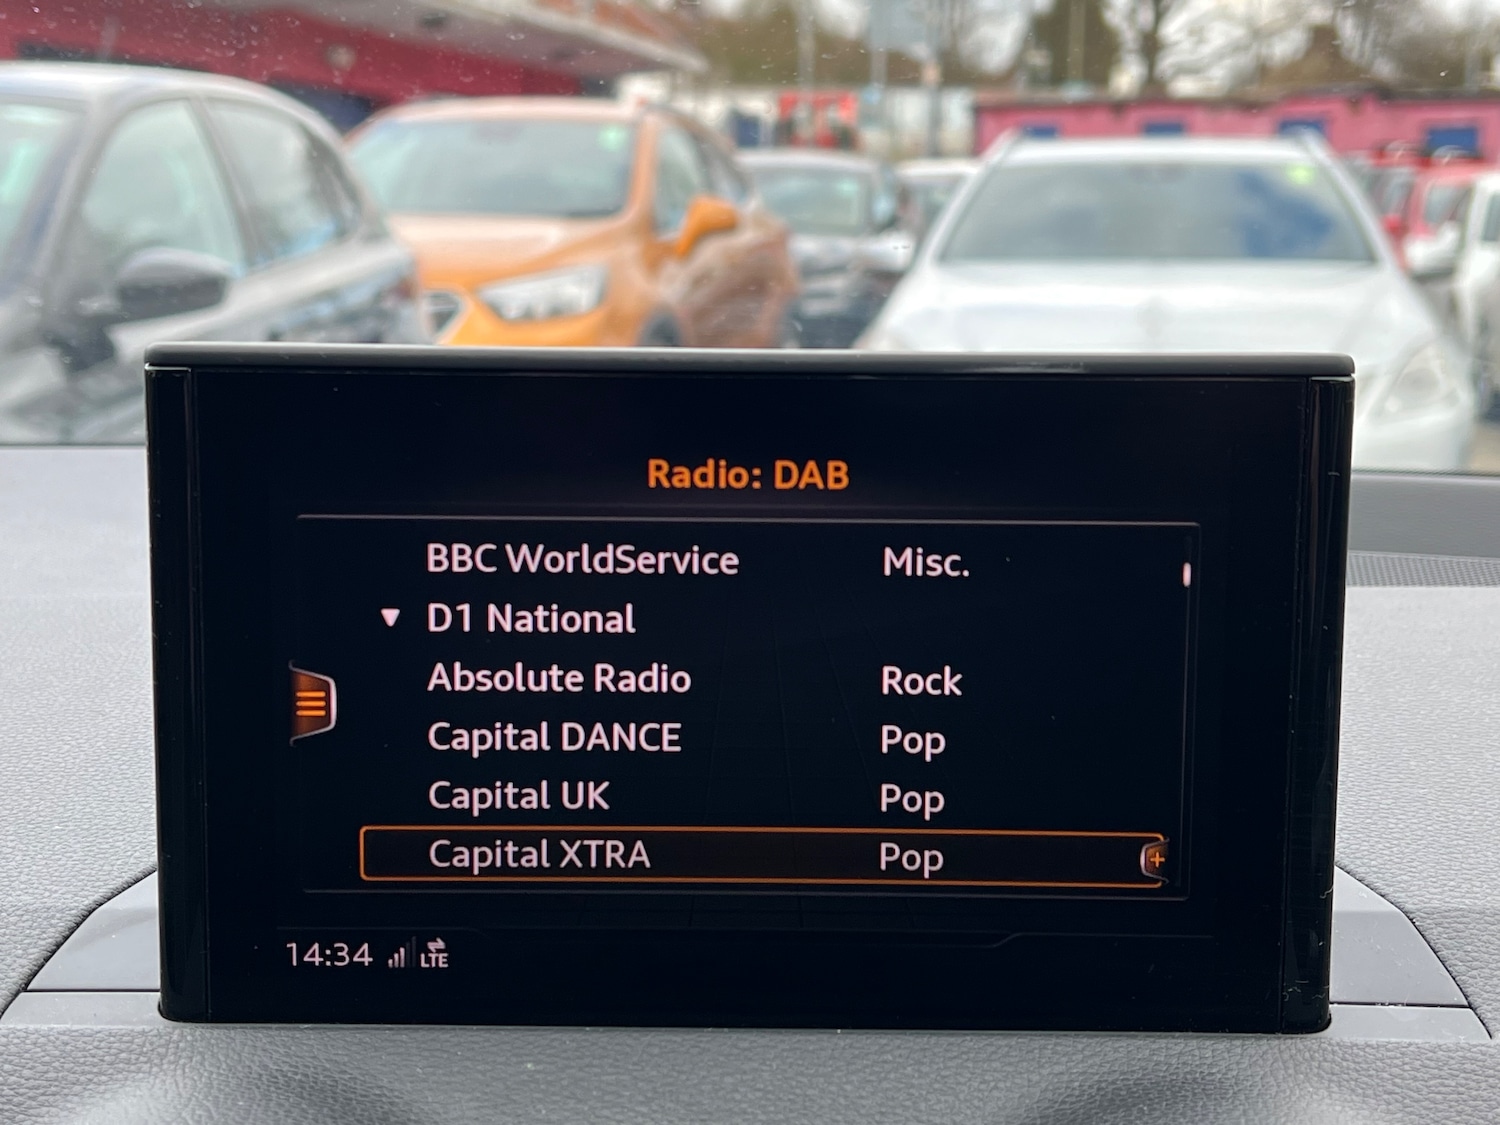 Radio: DAB
BBC WorldService Misc.
▼ D1 National
Absolute Radio Rock
Capital DANCE Pop
Capital UK Pop
Capital XTRA Pop +
14:34 LTE